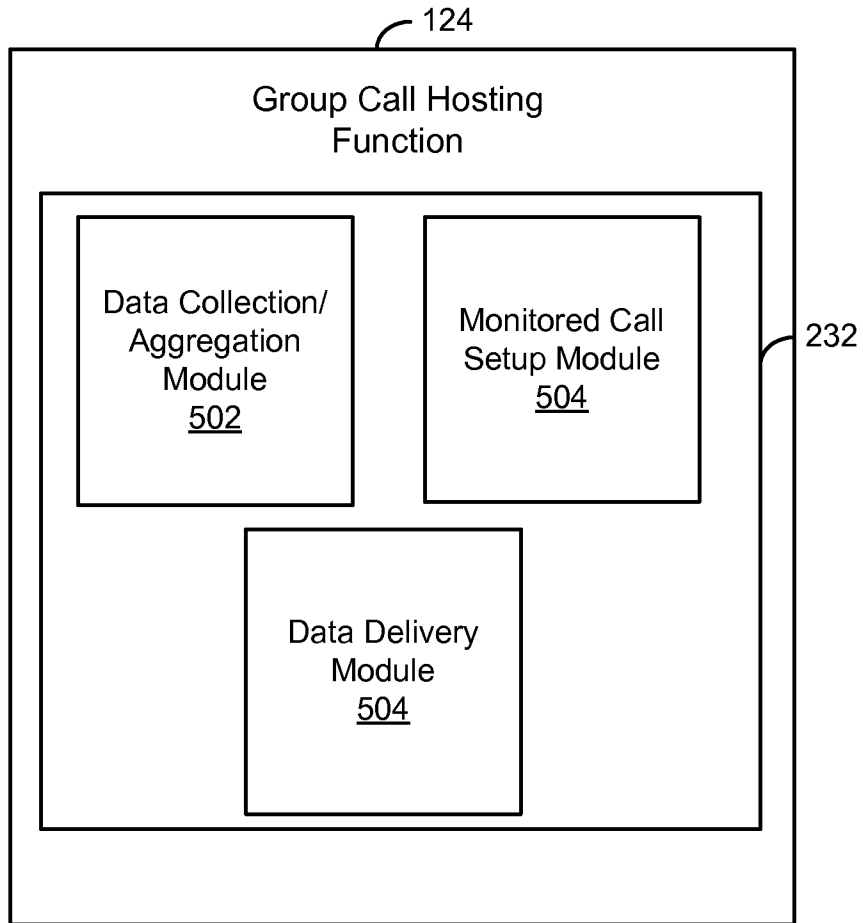 124
Group Call Hosting
Function
Data Collection/
Aggregation
Module
502
Monitored Call
Setup Module
504
232
Data Delivery
Module
504